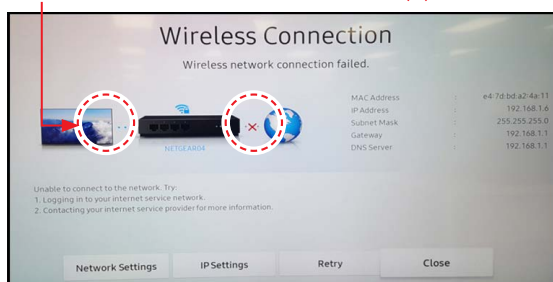 Wireless Connection
Wireless network connection failed.
MAC Address : e4:7d:bd:a2:4a:11
IP Address : 192.168.1.6
Subnet Mask : 255.255.255.0
Gateway : 192.168.1.1
DNS Server : 192.168.1.1
NETGEAR04
Unable to connect to the network. Try:
1. Logging in to your internet service network.
2. Contacting your internet service provider for more information.
Network Settings IP Settings Retry Close